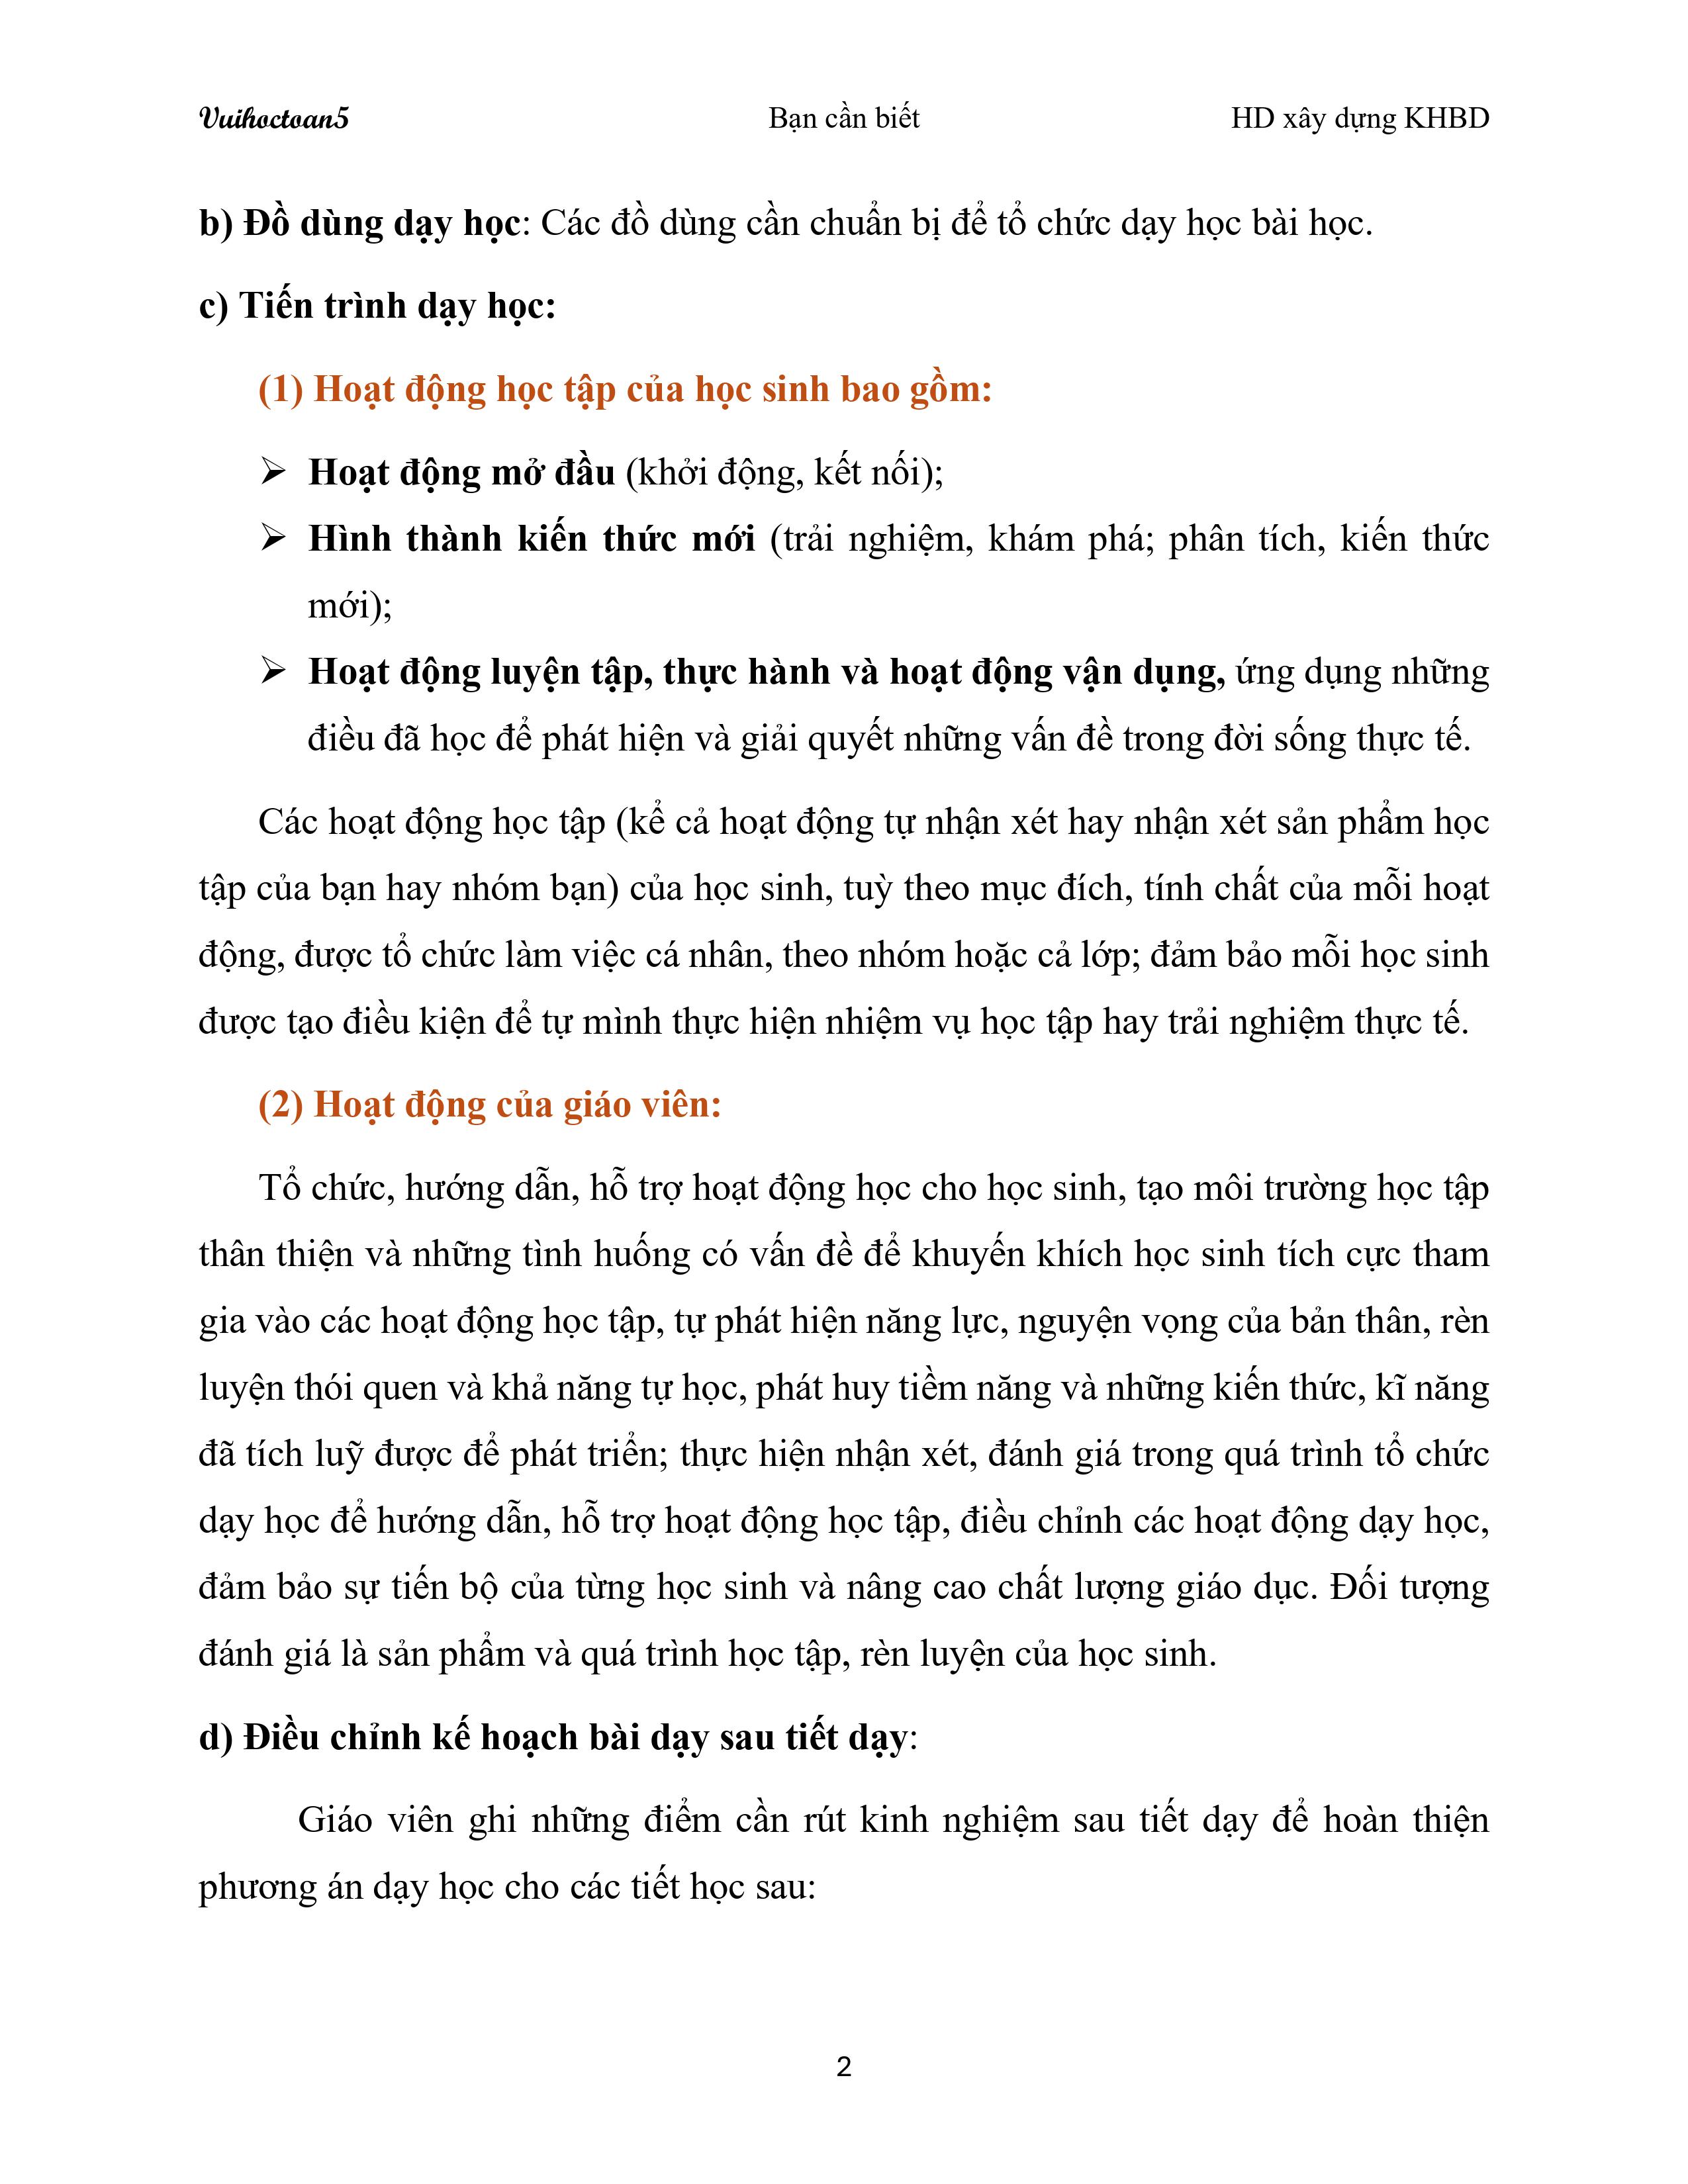 Vuihoctoan5 Bạn cần biết HD xây dựng KHBD
b) Đồ dùng dạy học: Các đồ dùng cần chuẩn bị để tổ chức dạy học bài học.
c) Tiến trình dạy học:
(1) Hoạt động học tập của học sinh bao gồm:
➢ Hoạt động mở đầu (khởi động, kết nối);
➢ Hình thành kiến thức mới (trải nghiệm, khám phá; phân tích, kiến thức
mới);
➢ Hoạt động luyện tập, thực hành và hoạt động vận dụng, ứng dụng những
điều đã học để phát hiện và giải quyết những vấn đề trong đời sống thực tế.
Các hoạt động học tập (kể cả hoạt động tự nhận xét hay nhận xét sản phẩm học
tập của bạn hay nhóm bạn) của học sinh, tuỳ theo mục đích, tính chất của mỗi hoạt
động, được tổ chức làm việc cá nhân, theo nhóm hoặc cả lớp; đảm bảo mỗi học sinh
được tạo điều kiện để tự mình thực hiện nhiệm vụ học tập hay trải nghiệm thực tế.
(2) Hoạt động của giáo viên:
Tổ chức, hướng dẫn, hỗ trợ hoạt động học cho học sinh, tạo môi trường học tập
thân thiện và những tình huống có vấn đề để khuyến khích học sinh tích cực tham
gia vào các hoạt động học tập, tự phát hiện năng lực, nguyện vọng của bản thân, rèn
luyện thói quen và khả năng tự học, phát huy tiềm năng và những kiến thức, kĩ năng
đã tích luỹ được để phát triển; thực hiện nhận xét, đánh giá trong quá trình tổ chức
dạy học để hướng dẫn, hỗ trợ hoạt động học tập, điều chỉnh các hoạt động dạy học,
đảm bảo sự tiến bộ của từng học sinh và nâng cao chất lượng giáo dục. Đối tượng
đánh giá là sản phẩm và quá trình học tập, rèn luyện của học sinh.
d) Điều chỉnh kế hoạch bài dạy sau tiết dạy:
Giáo viên ghi những điểm cần rút kinh nghiệm sau tiết dạy để hoàn thiện
phương án dạy học cho các tiết học sau:
2